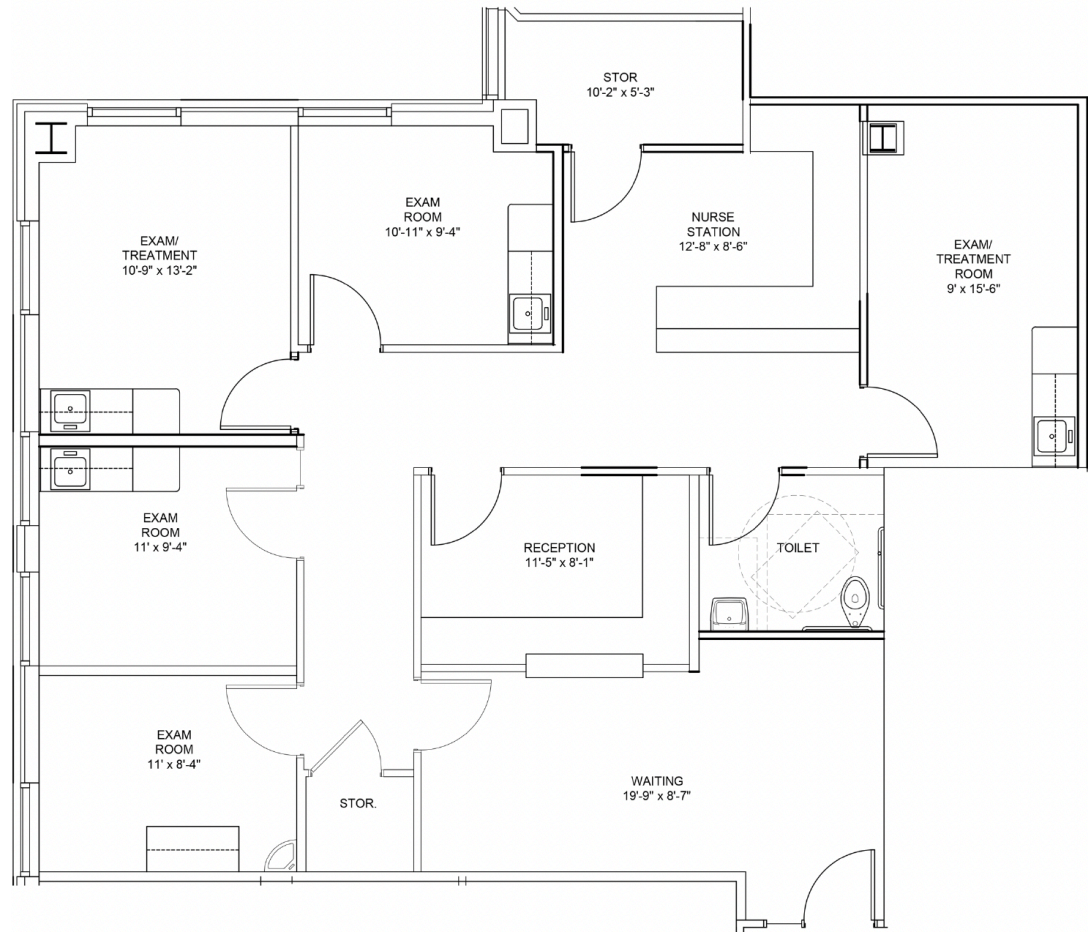 STOR
10'-2" x 5'-3"
EXAM
ROOM
10'-11" x 9'-4"
NURSE
STATION
12'-8" x 8'-6"
EXAM/
TREATMENT
10'-9" x 13'-2"
EXAM/
TREATMENT
ROOM
9' x 15'-6"
EXAM
ROOM
11' x 9'-4"
RECEPTION
11'-5" x 8'-1"
TOILET
EXAM
ROOM
11' x 8'-4"
STOR.
WAITING
19'-9" x 8'-7"